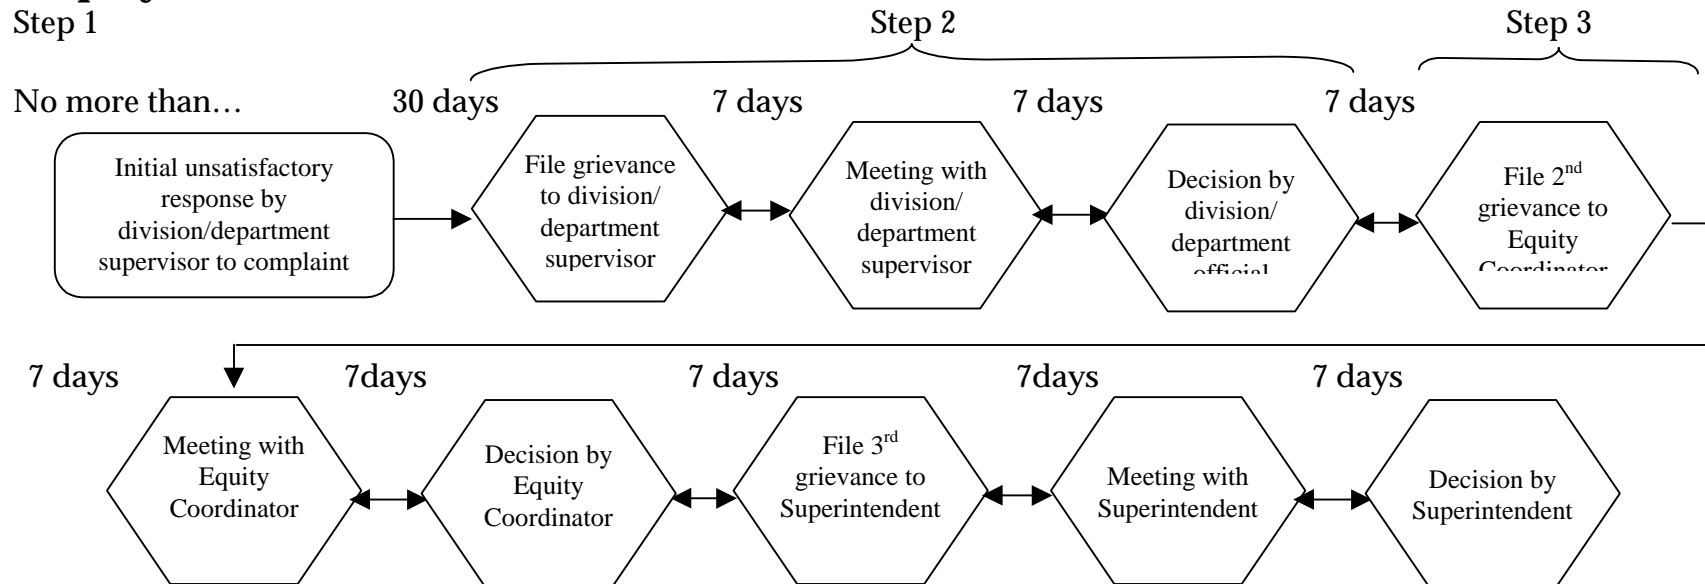 Step 1
Step 2
Step 3
No more than…
30 days
7 days
7 days
7 days
Initial unsatisfactory
response by
division/department
supervisor to complaint
File grievance
to division/
department
supervisor
Meeting with
division/
department
supervisor
Decision by
division/
department
official
File 2nd
grievance to
Equity
Coordinator
7 days
7days
7 days
7days
7 days
Meeting with
Equity
Coordinator
Decision by
Equity
Coordinator
File 3rd
grievance to
Superintendent
Meeting with
Superintendent
Decision by
Superintendent